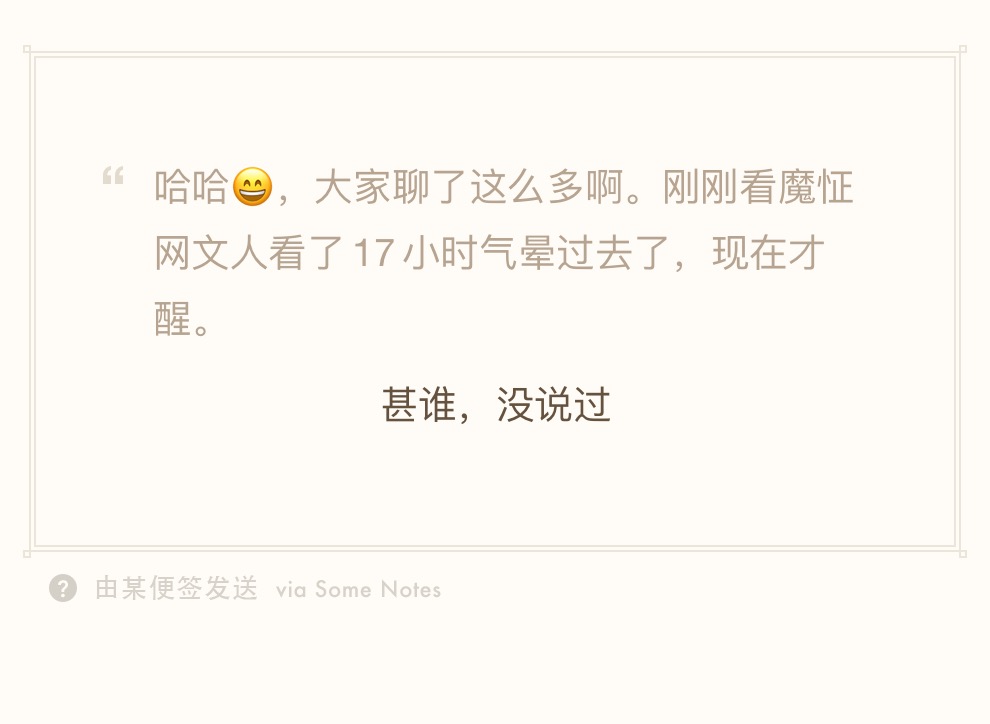 “ 哈哈😄，大家聊了这么多啊。刚刚看魔怔
网文人看了 17 小时气晕过去了，现在才
醒。
甚谁，没说过
? 由某便签发送 via Some Notes